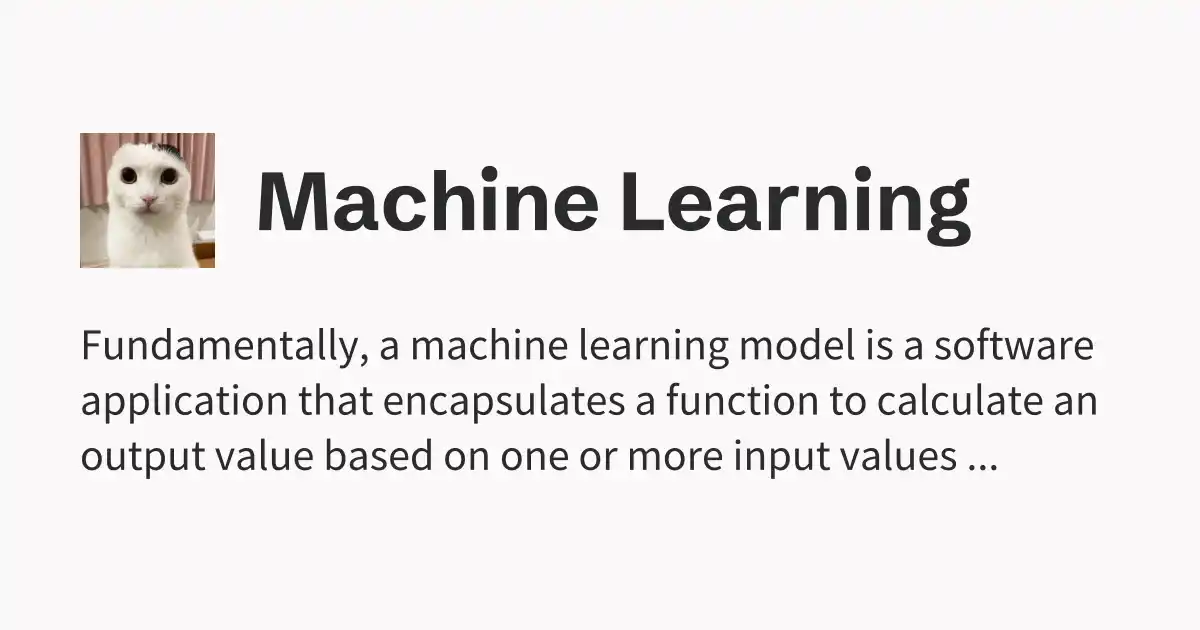 Machine Learning
Fundamentally, a machine learning model is a software
application that encapsulates a function to calculate an
output value based on one or more input values ...